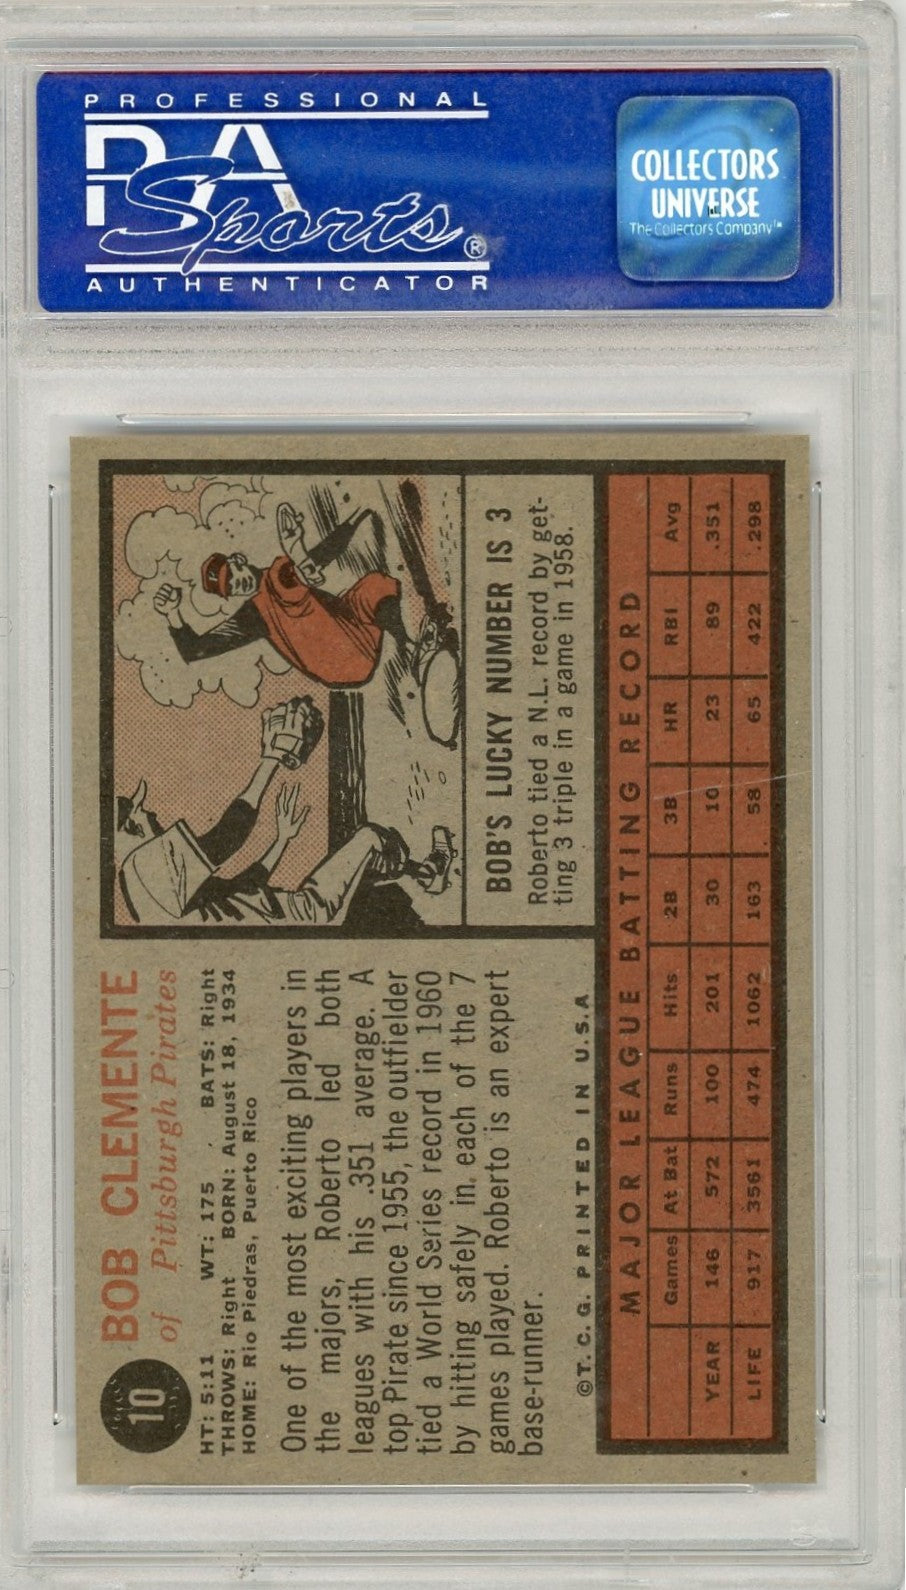 PROFESSIONAL
PSA
Sports®
AUTHENTICATOR
COLLECTORS
UNIVERSE
The Collectors Company℠
10
BOB CLEMENTE
of Pittsburgh Pirates
HT: 5:11 WT: 175 BATS: Right
THROWS: Right BORN: August 18, 1934
HOME: Rio Piedras, Puerto Rico
One of the most exciting players in
the majors, Roberto led both
leagues with his .351 average. A
top Pirate since 1955, the outfielder
tied a World Series record in 1960
by hitting safely in each of the 7
games played. Roberto is an expert
base-runner.
©T. C. G. PRINTED IN U.S.A
P
BOB'S LUCKY NUMBER IS 3
Roberto tied a N.L. record by get-
ting 3 triple in a game in 1958.
MAJOR LEAGUE BATTING RECORD
Games At Bat Runs Hits 2B 3B HR RBI Avg
YEAR 146 572 100 201 30 10 23 89 .351
LIFE 917 3561 474 1062 163 58 65 422 .298